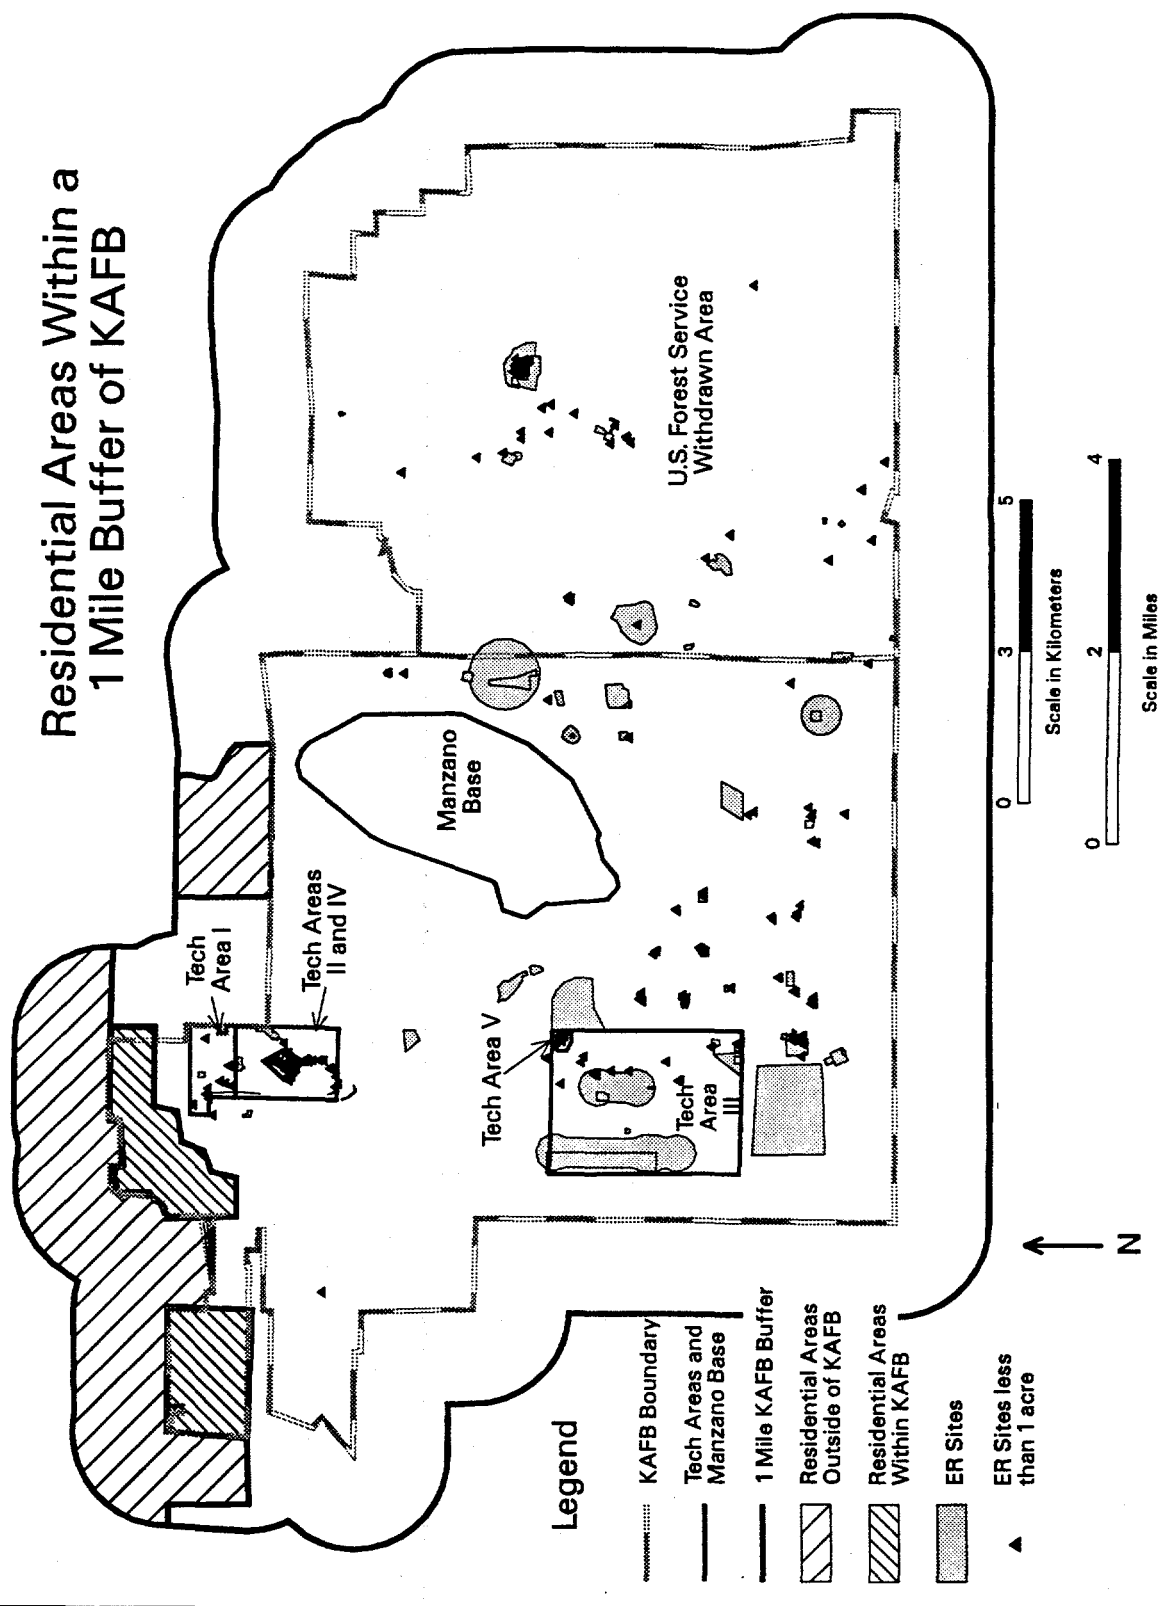 Residential Areas Within a
1 Mile Buffer of KAFB
Tech
Area I
Tech Areas
II and IV
Manzano
Base
U.S. Forest Service
Withdrawn Area
Tech Area V
Tech
Area
III
Legend
KAFB Boundary
Tech Areas and
Manzano Base
1 Mile KAFB Buffer
Residential Areas
Outside of KAFB
Residential Areas
Within KAFB
ER Sites
ER Sites less
than 1 acre
N
0 3 5
Scale in Kilometers
0 2 4
Scale in Miles